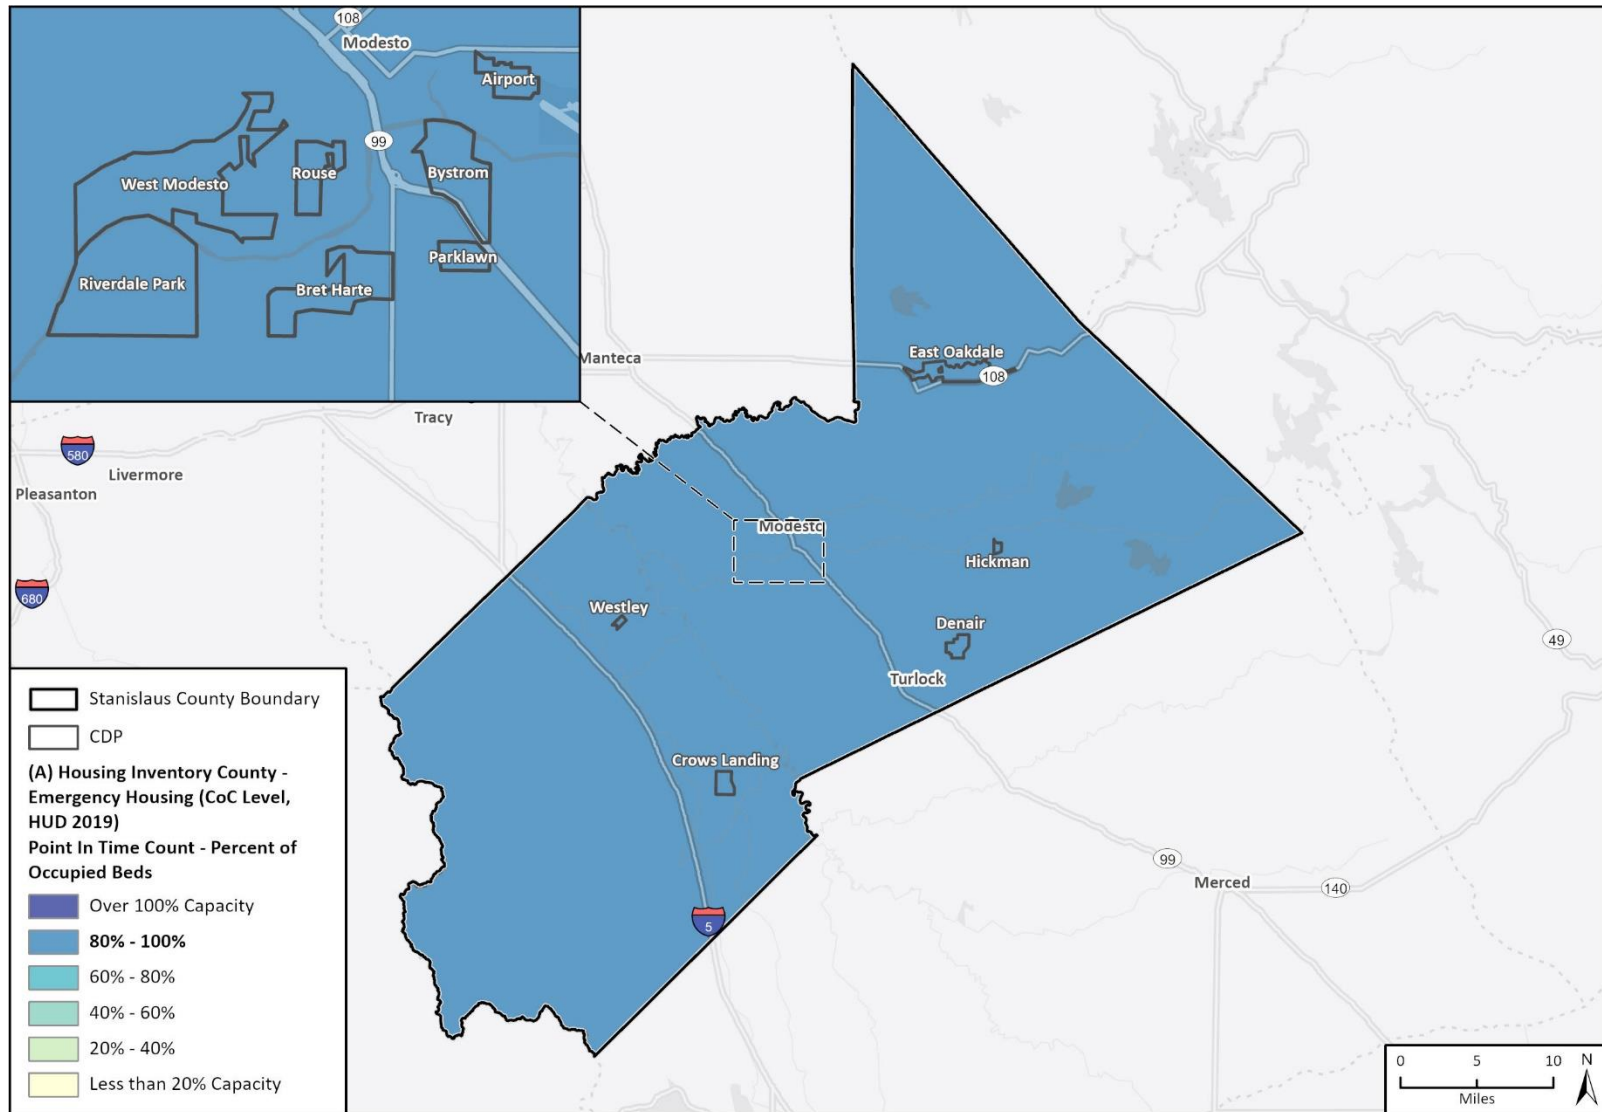 108
Modesto
Airport
99
West Modesto
Rouse
Bystrom
Riverdale Park
Bret Harte
Parklawn
Manteca
East Oakdale
108
Tracy
580
Livermore
Pleasanton
Modesto
Hickman
680
Westley
Denair
49
Turlock
Crows Landing
99
Merced
140
5
Stanislaus County Boundary
CDP
(A) Housing Inventory County -
Emergency Housing (CoC Level,
HUD 2019)
Point In Time Count - Percent of
Occupied Beds
Over 100% Capacity
80% - 100%
60% - 80%
40% - 60%
20% - 40%
Less than 20% Capacity
0 5 10 N
Miles